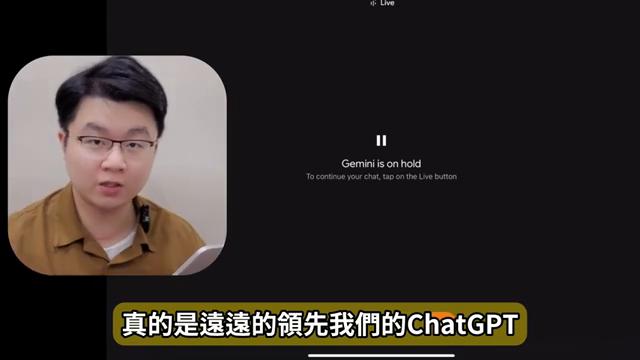 Live
Gemini is on hold
To continue your chat, tap on the Live button
真的是遠遠的領先我們的ChatGPT